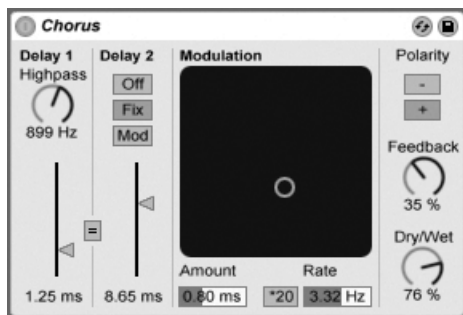 Chorus
Delay 1
Highpass
899 Hz
1.25 ms
Delay 2
Off
Fix
Mod
=
8.65 ms
Modulation
Amount
0.80 ms
*20
Rate
3.32 Hz
Polarity
-
+
Feedback
35 %
Dry/Wet
76 %